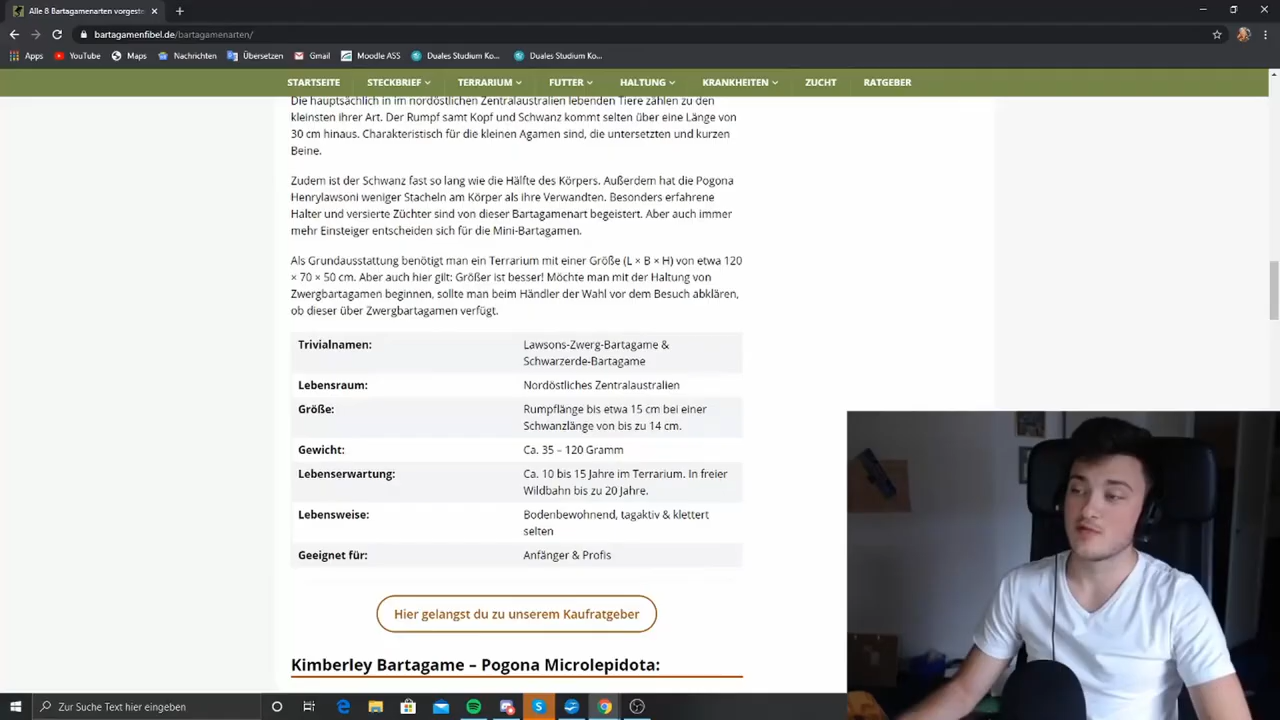 Alle 8 Bartagamenarten vorgest
bartagamenfibel.de/bartagamenarten/
Apps YouTube Maps Nachrichten Übersetzen Gmail Moodle ASS Duales Studium Ko... Duales Studium Ko...
STARTSEITE STECKBRIEF TERRARIUM FUTTER HALTUNG KRANKHEITEN ZUCHT RATGEBER
Die hauptsächlich in im nordöstlichen Zentralaustralien lebenden Tiere zählen zu den
kleinsten ihrer Art. Der Rumpf samt Kopf und Schwanz kommt selten über eine Länge von
30 cm hinaus. Charakteristisch für die kleinen Agamen sind, die untersetzten und kurzen
Beine.
Zudem ist der Schwanz fast so lang wie die Hälfte des Körpers. Außerdem hat die Pogona
Henrylawsoni weniger Stacheln am Körper als ihre Verwandten. Besonders erfahrene
Halter und versierte Züchter sind von dieser Bartagamenart begeistert. Aber auch immer
mehr Einsteiger entscheiden sich für die Mini-Bartagamen.
Als Grundausstattung benötigt man ein Terrarium mit einer Größe (L × B × H) von etwa 120
× 70 × 50 cm. Aber auch hier gilt: Größer ist besser! Möchte man mit der Haltung von
Zwergbartagamen beginnen, sollte man beim Händler der Wahl vor dem Besuch abklären,
ob dieser über Zwergbartagamen verfügt.
Trivialnamen: Lawsons-Zwerg-Bartagame &
Schwarzerde-Bartagame
Lebensraum: Nordöstliches Zentralaustralien
Größe: Rumpflänge bis etwa 15 cm bei einer
Schwanzlänge von bis zu 14 cm.
Gewicht: Ca. 35 – 120 Gramm
Lebenserwartung: Ca. 10 bis 15 Jahre im Terrarium. In freier
Wildbahn bis zu 20 Jahre.
Lebensweise: Bodenbewohnend, tagaktiv & klettert
selten
Geeignet für: Anfänger & Profis
Hier gelangst du zu unserem Kaufratgeber
Kimberley Bartagame – Pogona Microlepidota:
Zur Suche Text hier eingeben